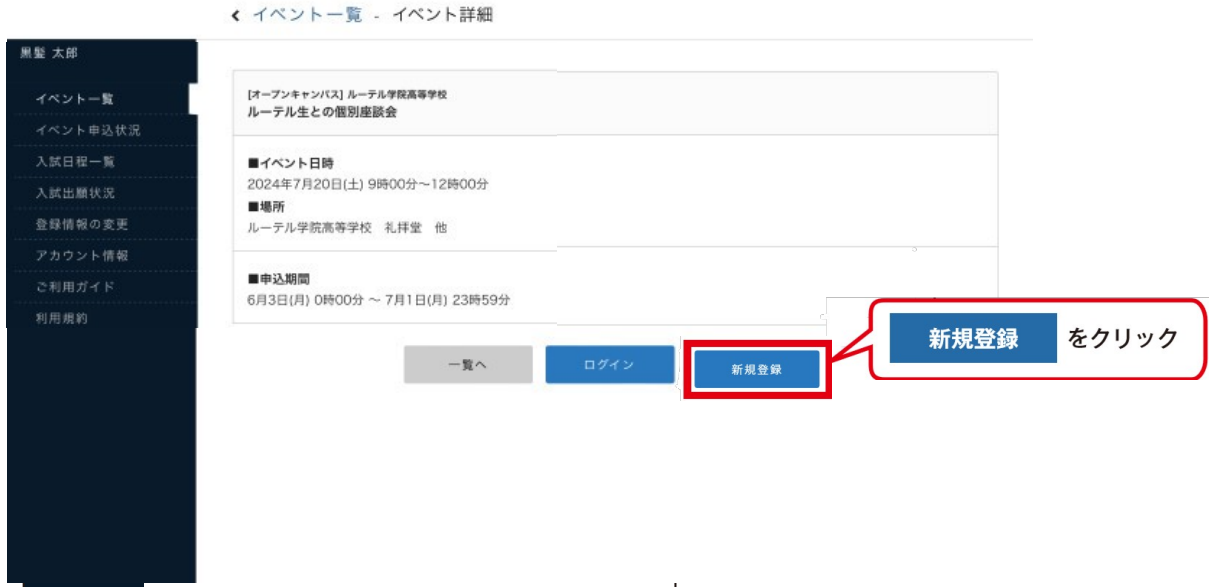 イベント一覧 - イベント詳細
黒髪 太郎
イベント一覧
イベント申込状況
入試日程一覧
入試出願状況
登録情報の変更
アカウント情報
ご利用ガイド
利用規約
[オープンキャンパス] ルーテル学院高等学校
ルーテル生との個別座談会
■イベント日時
2024年7月20日(土) 9時00分～12時00分
■場所
ルーテル学院高等学校 礼拝堂 他
■申込期間
6月3日(月) 0時00分 ～ 7月1日(月) 23時59分
一覧へ
ログイン
新規登録
新規登録 をクリック